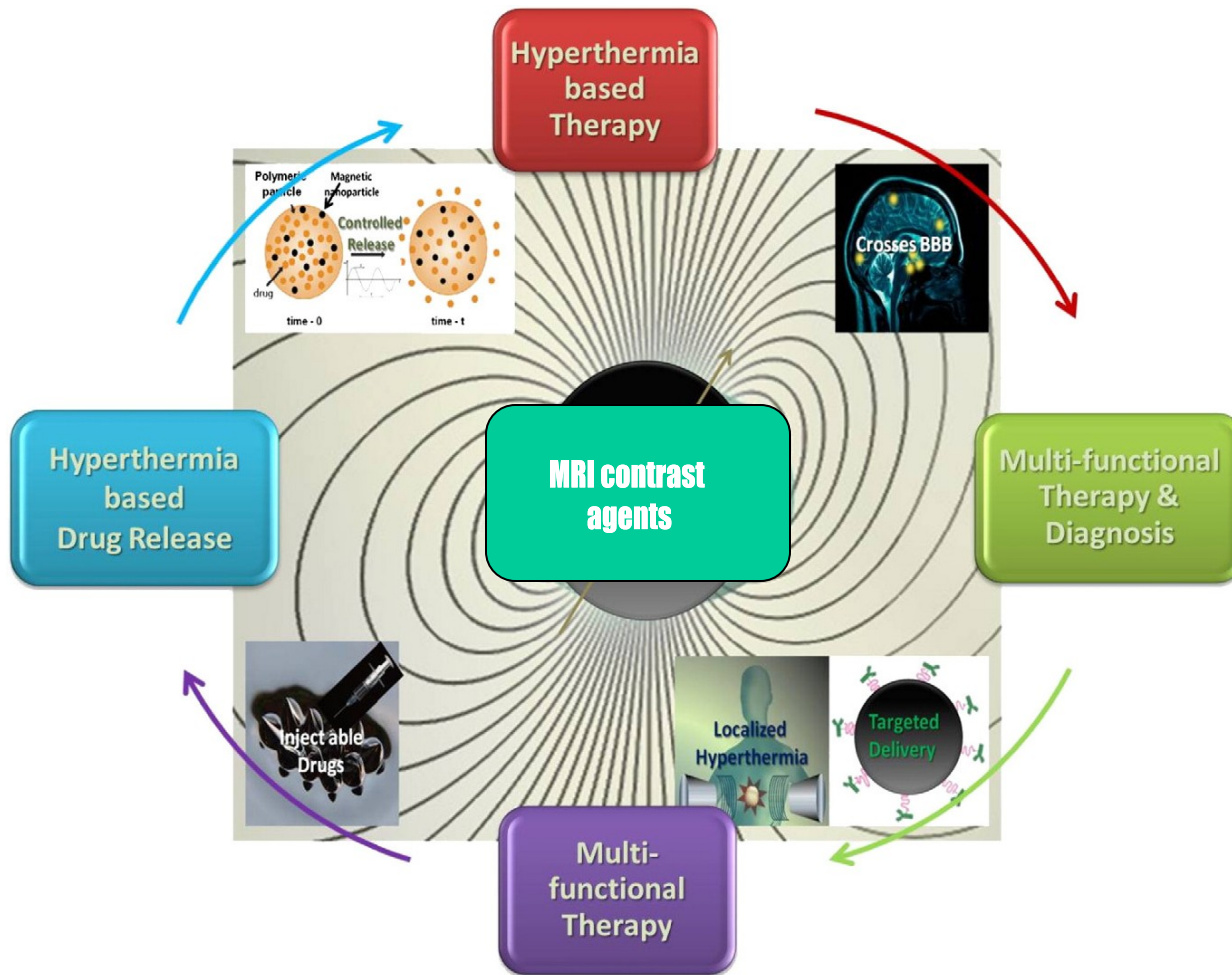 Hyperthermia
based
Therapy
Polymeric
particle
Magnetic
nanoparticle
Controlled
Release
drug
time - 0
time - t
Crosses BBB
Hyperthermia
based
Drug Release
MRI contrast
agents
Multi-functional
Therapy &
Diagnosis
Inject able
Drugs
Localized
Hyperthermia
Targeted
Delivery
Multi-
functional
Therapy